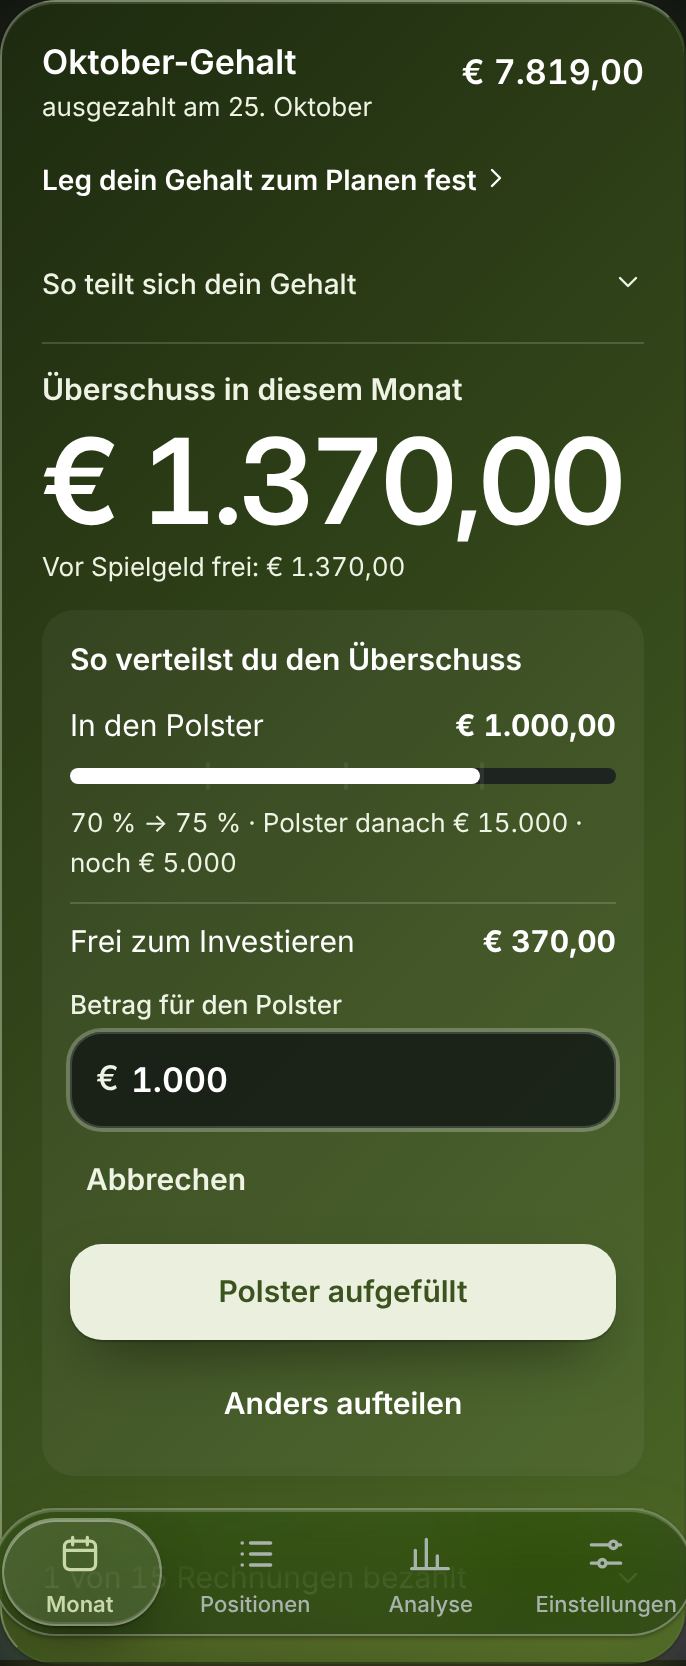 Oktober-Gehalt
€ 7.819,00
ausgezahlt am 25. Oktober
Leg dein Gehalt zum Planen fest
So teilt sich dein Gehalt
Überschuss in diesem Monat
€ 1.370,00
Vor Spielgeld frei: € 1.370,00
So verteilst du den Überschuss
In den Polster € 1.000,00
70 % → 75 % · Polster danach € 15.000 ·
noch € 5.000
Frei zum Investieren € 370,00
Betrag für den Polster
€ 1.000
Abbrechen
Polster aufgefüllt
Anders aufteilen
1 von 15 Rechnungen bezahlt
Monat Positionen Analyse Einstellungen